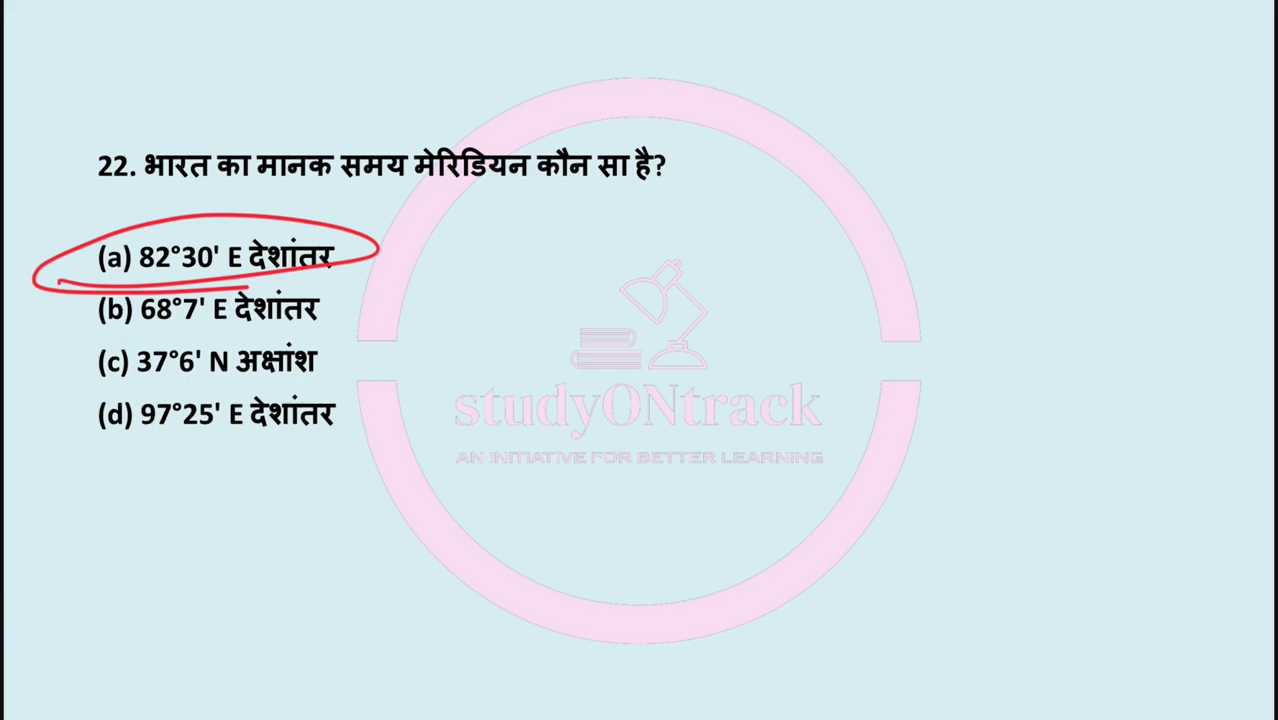 22. भारत का मानक समय मेरिडियन कौन सा है?
(a) 82°30' E देशांतर
(b) 68°7' E देशांतर
(c) 37°6' N अक्षांश
(d) 97°25' E देशांतर
studyONtrack
AN INITIATIVE FOR BETTER LEARNING